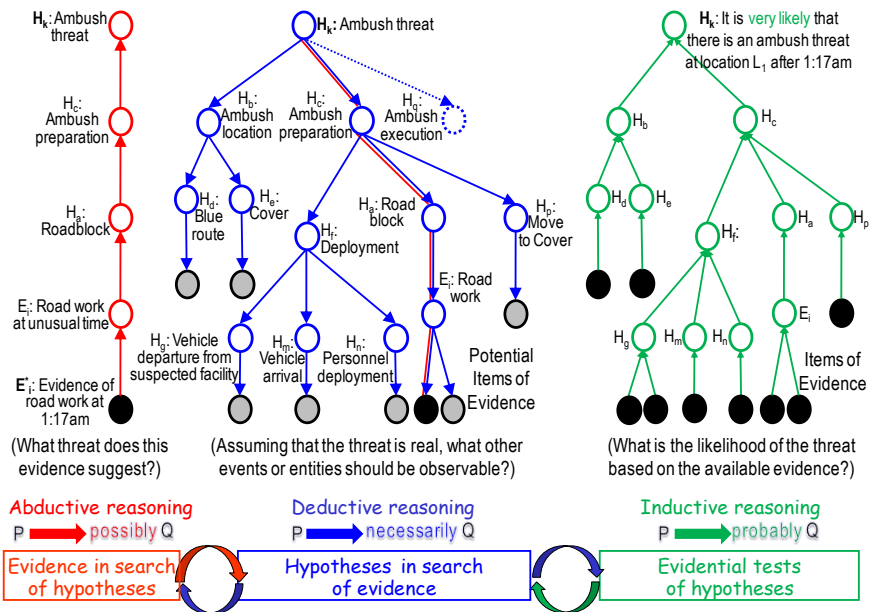 Hk: Ambush
threat
Hc:
Ambush
preparation
Ha:
Roadblock
Ei: Road work
at unusual time
E*i: Evidence of
road work at
1:17am
(What threat does this
evidence suggest?)
Hk: Ambush threat
Hb:
Ambush
location
Hc:
Ambush
preparation
Hq:
Ambush
execution
Hd:
Blue
route
He:
Cover
Ha: Road
block
Hp:
Move
to Cover
Hf:
Deployment
Ei: Road
work
Hg: Vehicle
departure from
suspected facility
Hm:
Vehicle
arrival
Hn:
Personnel
deployment
Potential
Items of
Evidence
(Assuming that the threat is real, what other
events or entities should be observable?)
Hk: It is very likely that
there is an ambush threat
at location L1 after 1:17am
Hb
Hc
Hd
He
Hf:
Ha
Hp
Hg
Hm
Hn
Ei
Items of
Evidence
(What is the likelihood of the threat
based on the available evidence?)
Abductive reasoning
P possibly Q
Evidence in search
of hypotheses
Deductive reasoning
P necessarily Q
Hypotheses in search
of evidence
Inductive reasoning
P probably Q
Evidential tests
of hypotheses